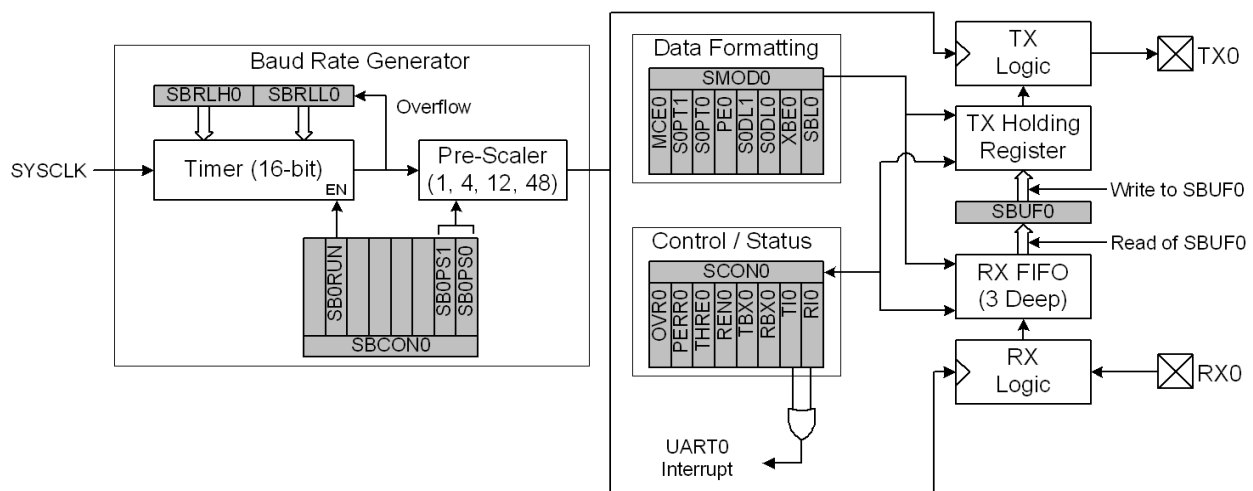 Baud Rate Generator
SBRLH0 SBRLL0
Overflow
SYSCLK
Timer (16-bit)
EN
Pre-Scaler
(1, 4, 12, 48)
SB0RUN
SB0PS1
SB0PS0
SBCON0
Data Formatting
SMOD0
MCE0
S0PT1
S0PT0
PE0
S0DL1
S0DL0
XBE0
SBL0
Control / Status
SCON0
OVR0
PERR0
THRE0
REN0
TBX0
RBX0
TI0
RI0
UART0
Interrupt
TX
Logic
TX0
TX Holding
Register
Write to SBUF0
SBUF0
Read of SBUF0
RX FIFO
(3 Deep)
RX
Logic
RX0